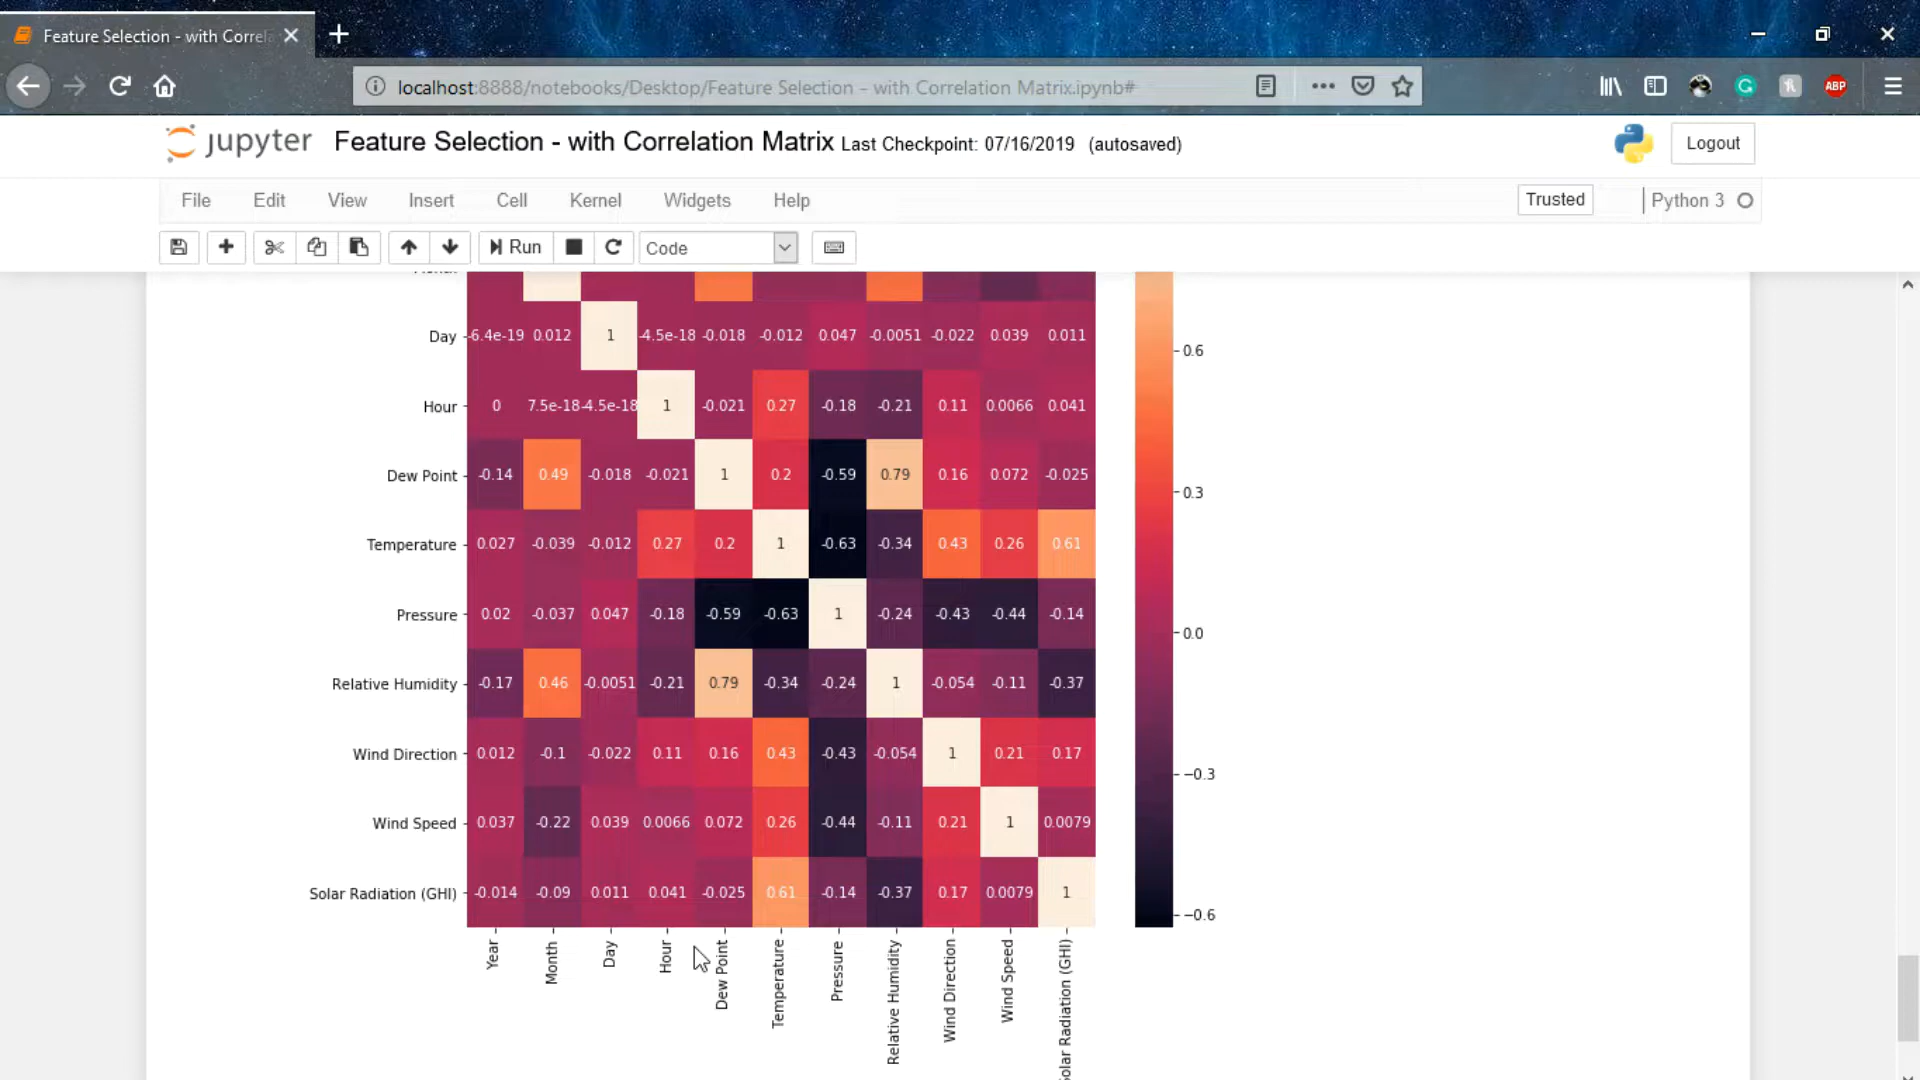 Feature Selection - with Correla
localhost:8888/notebooks/Desktop/Feature Selection - with Correlation Matrix.ipynb#
ABP
jupyter Feature Selection - with Correlation Matrix Last Checkpoint: 07/16/2019 (autosaved)
Logout
File Edit View Insert Cell Kernel Widgets Help
Trusted Python 3
Run Code
Day -6.4e-19 0.012 1 -4.5e-18 -0.018 -0.012 0.047 -0.0051 -0.022 0.039 0.011
0.6
Hour 0 7.5e-18 -4.5e-18 1 -0.021 0.27 -0.18 -0.21 0.11 0.0066 0.041
Dew Point -0.14 0.49 -0.018 -0.021 1 0.2 -0.59 0.79 0.16 0.072 -0.025
0.3
Temperature 0.027 -0.039 -0.012 0.27 0.2 1 -0.63 -0.34 0.43 0.26 0.61
Pressure 0.02 -0.037 0.047 -0.18 -0.59 -0.63 1 -0.24 -0.43 -0.44 -0.14
0.0
Relative Humidity -0.17 0.46 -0.0051 -0.21 0.79 -0.34 -0.24 1 -0.054 -0.11 -0.37
Wind Direction 0.012 -0.1 -0.022 0.11 0.16 0.43 -0.43 -0.054 1 0.21 0.17
-0.3
Wind Speed 0.037 -0.22 0.039 0.0066 0.072 0.26 -0.44 -0.11 0.21 1 0.0079
Solar Radiation (GHI) -0.014 -0.09 0.011 0.041 -0.025 0.61 -0.14 -0.37 0.17 0.0079 1
-0.6
Year
Month
Day
Hour
Dew Point
Temperature
Pressure
Relative Humidity
Wind Direction
Wind Speed
Solar Radiation (GHI)